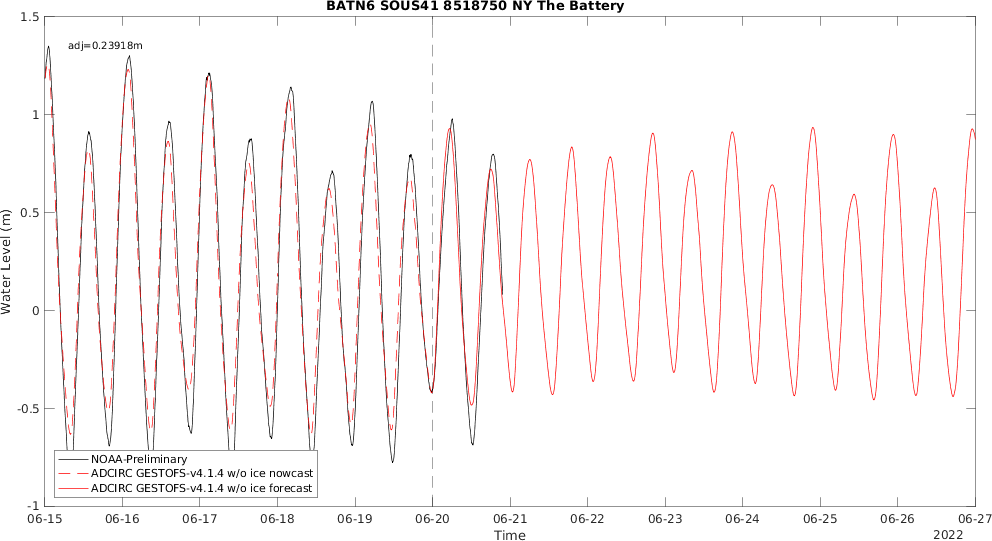 BATN6 SOUS41 8518750 NY The Battery
adj=0.23918m
1.5
1
0.5
0
-0.5
-1
Water Level (m)
NOAA-Preliminary
ADCIRC GESTOFS-v4.1.4 w/o ice nowcast
ADCIRC GESTOFS-v4.1.4 w/o ice forecast
06-15 06-16 06-17 06-18 06-19 06-20 06-21 06-22 06-23 06-24 06-25 06-26 06-27
Time
2022